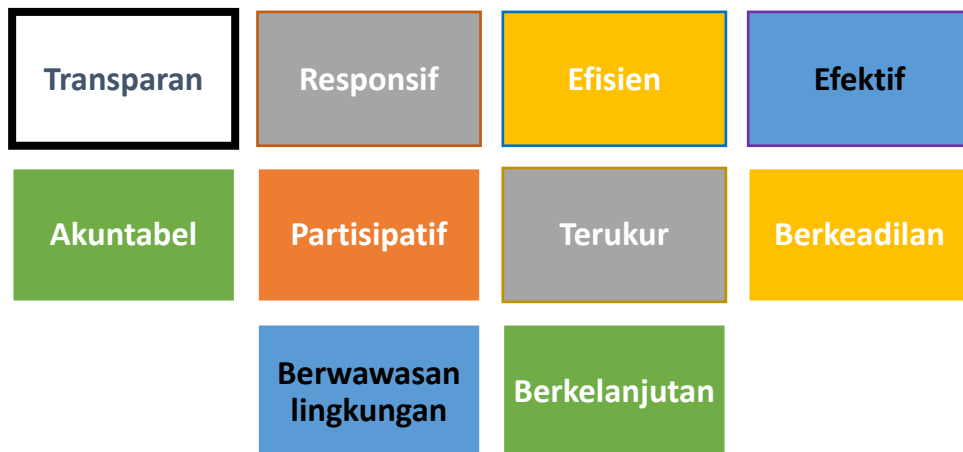 Transparan
Responsif
Efisien
Efektif
Akuntabel
Partisipatif
Terukur
Berkeadilan
Berwawasan
lingkungan
Berkelanjutan